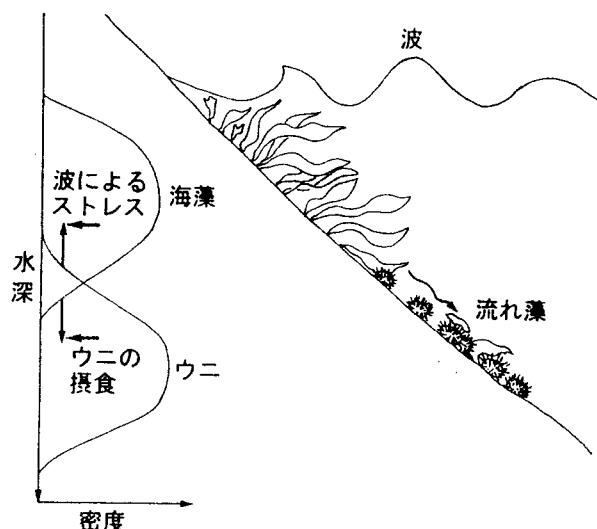 波
波による
ストレス
海藻
水深
流れ藻
ウニの
摂食
ウニ
密度